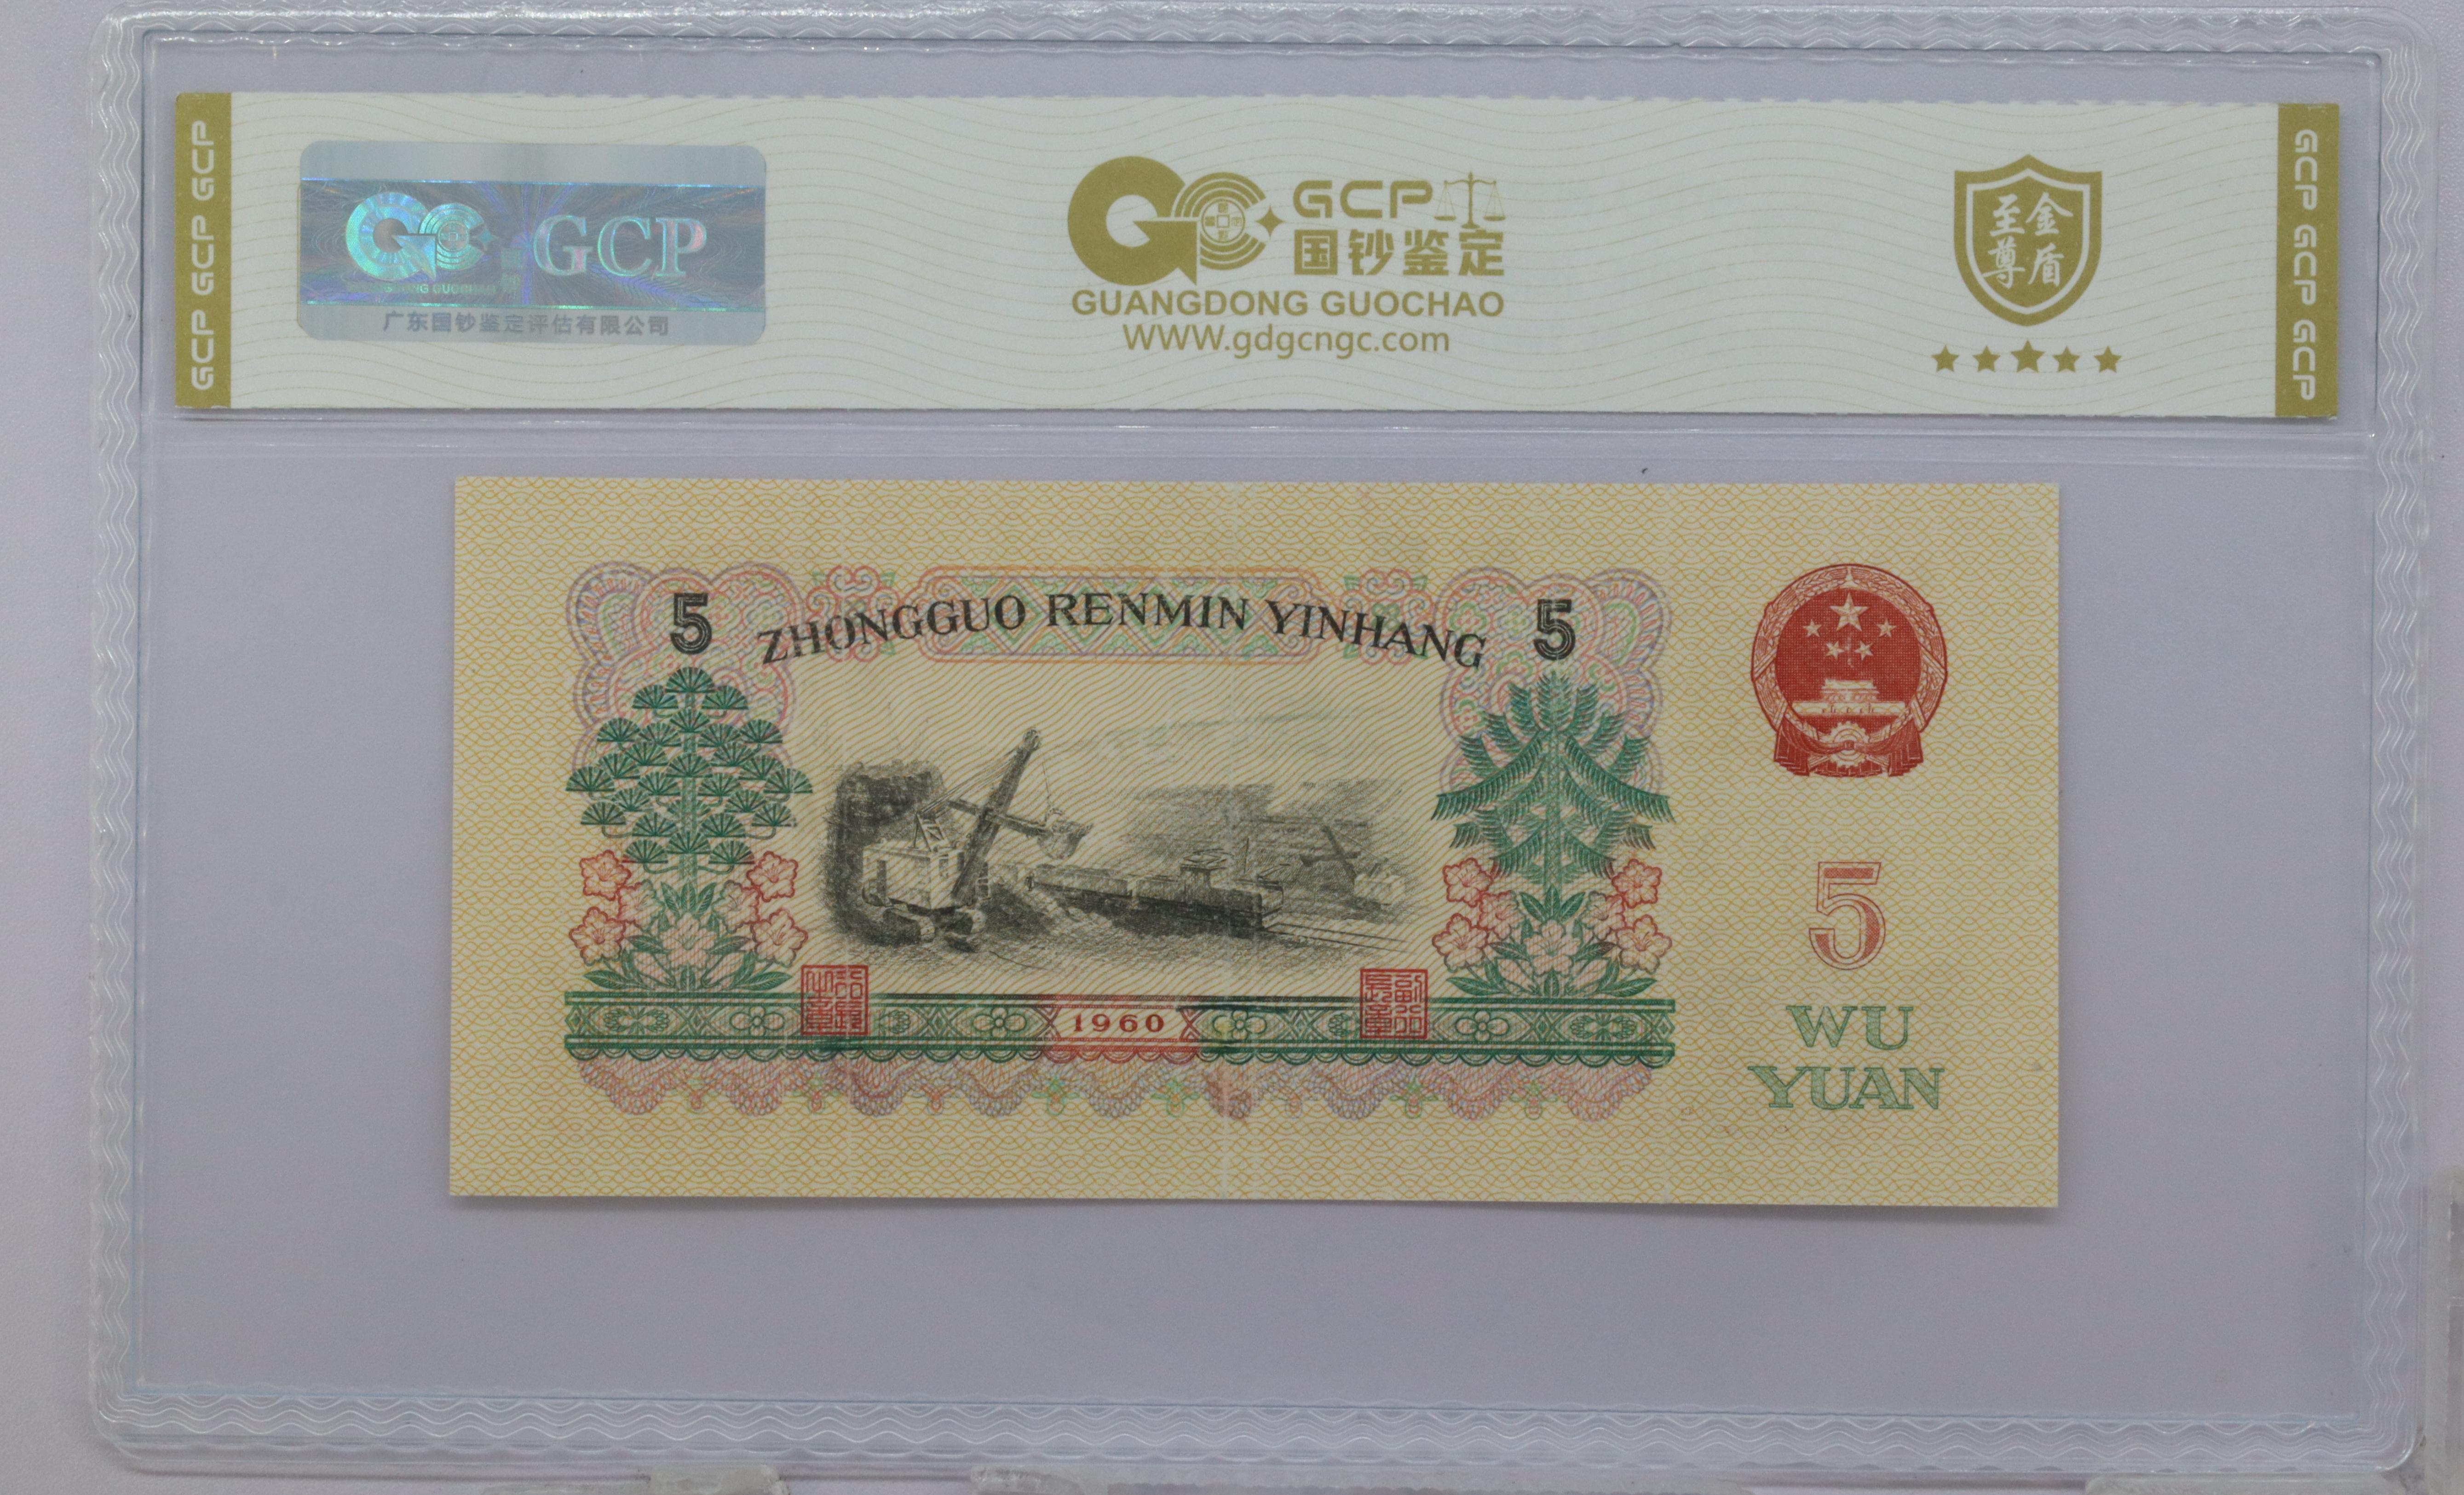 GCP GCP GCP
GCP
GUANGDONG GUOCHAO
广东国钞鉴定评估有限公司
GCP
国钞鉴定
GUANGDONG GUOCHAO
WWW.gdgcngc.com
至尊金盾
GCP GCP GCP
5 ZHONGGUO RENMIN YINHANG 5
1960
5
WU
YUAN